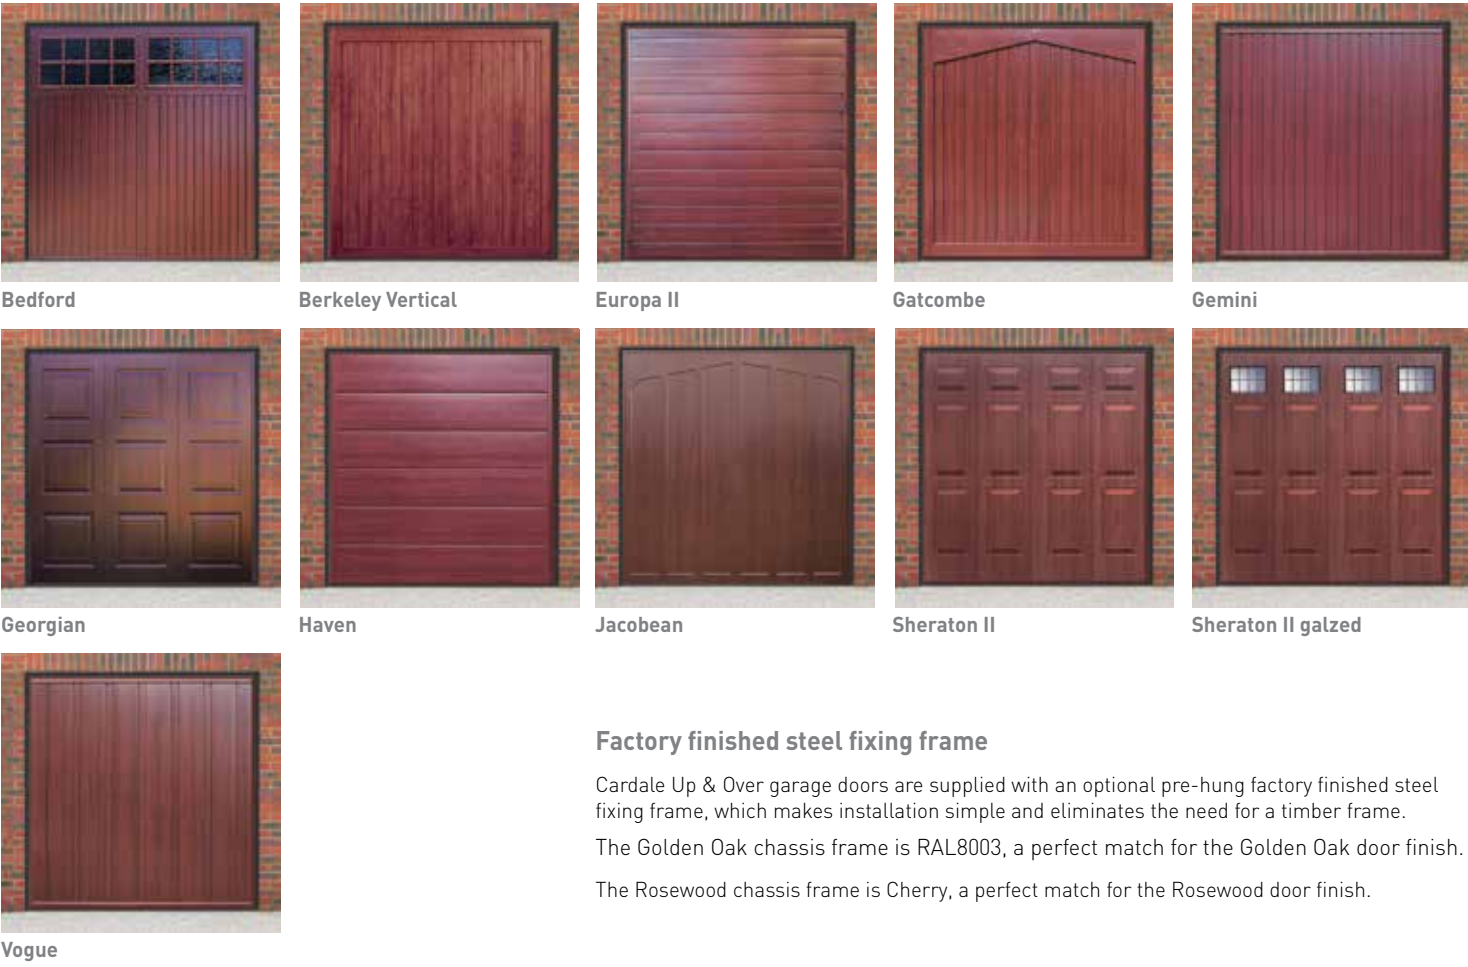 Bedford
Berkeley Vertical
Europa II
Gatcombe
Gemini
Georgian
Haven
Jacobean
Sheraton II
Sheraton II galzed
Vogue
Factory finished steel fixing frame
Cardale Up & Over garage doors are supplied with an optional pre-hung factory finished steel
fixing frame, which makes installation simple and eliminates the need for a timber frame.
The Golden Oak chassis frame is RAL8003, a perfect match for the Golden Oak door finish.
The Rosewood chassis frame is Cherry, a perfect match for the Rosewood door finish.